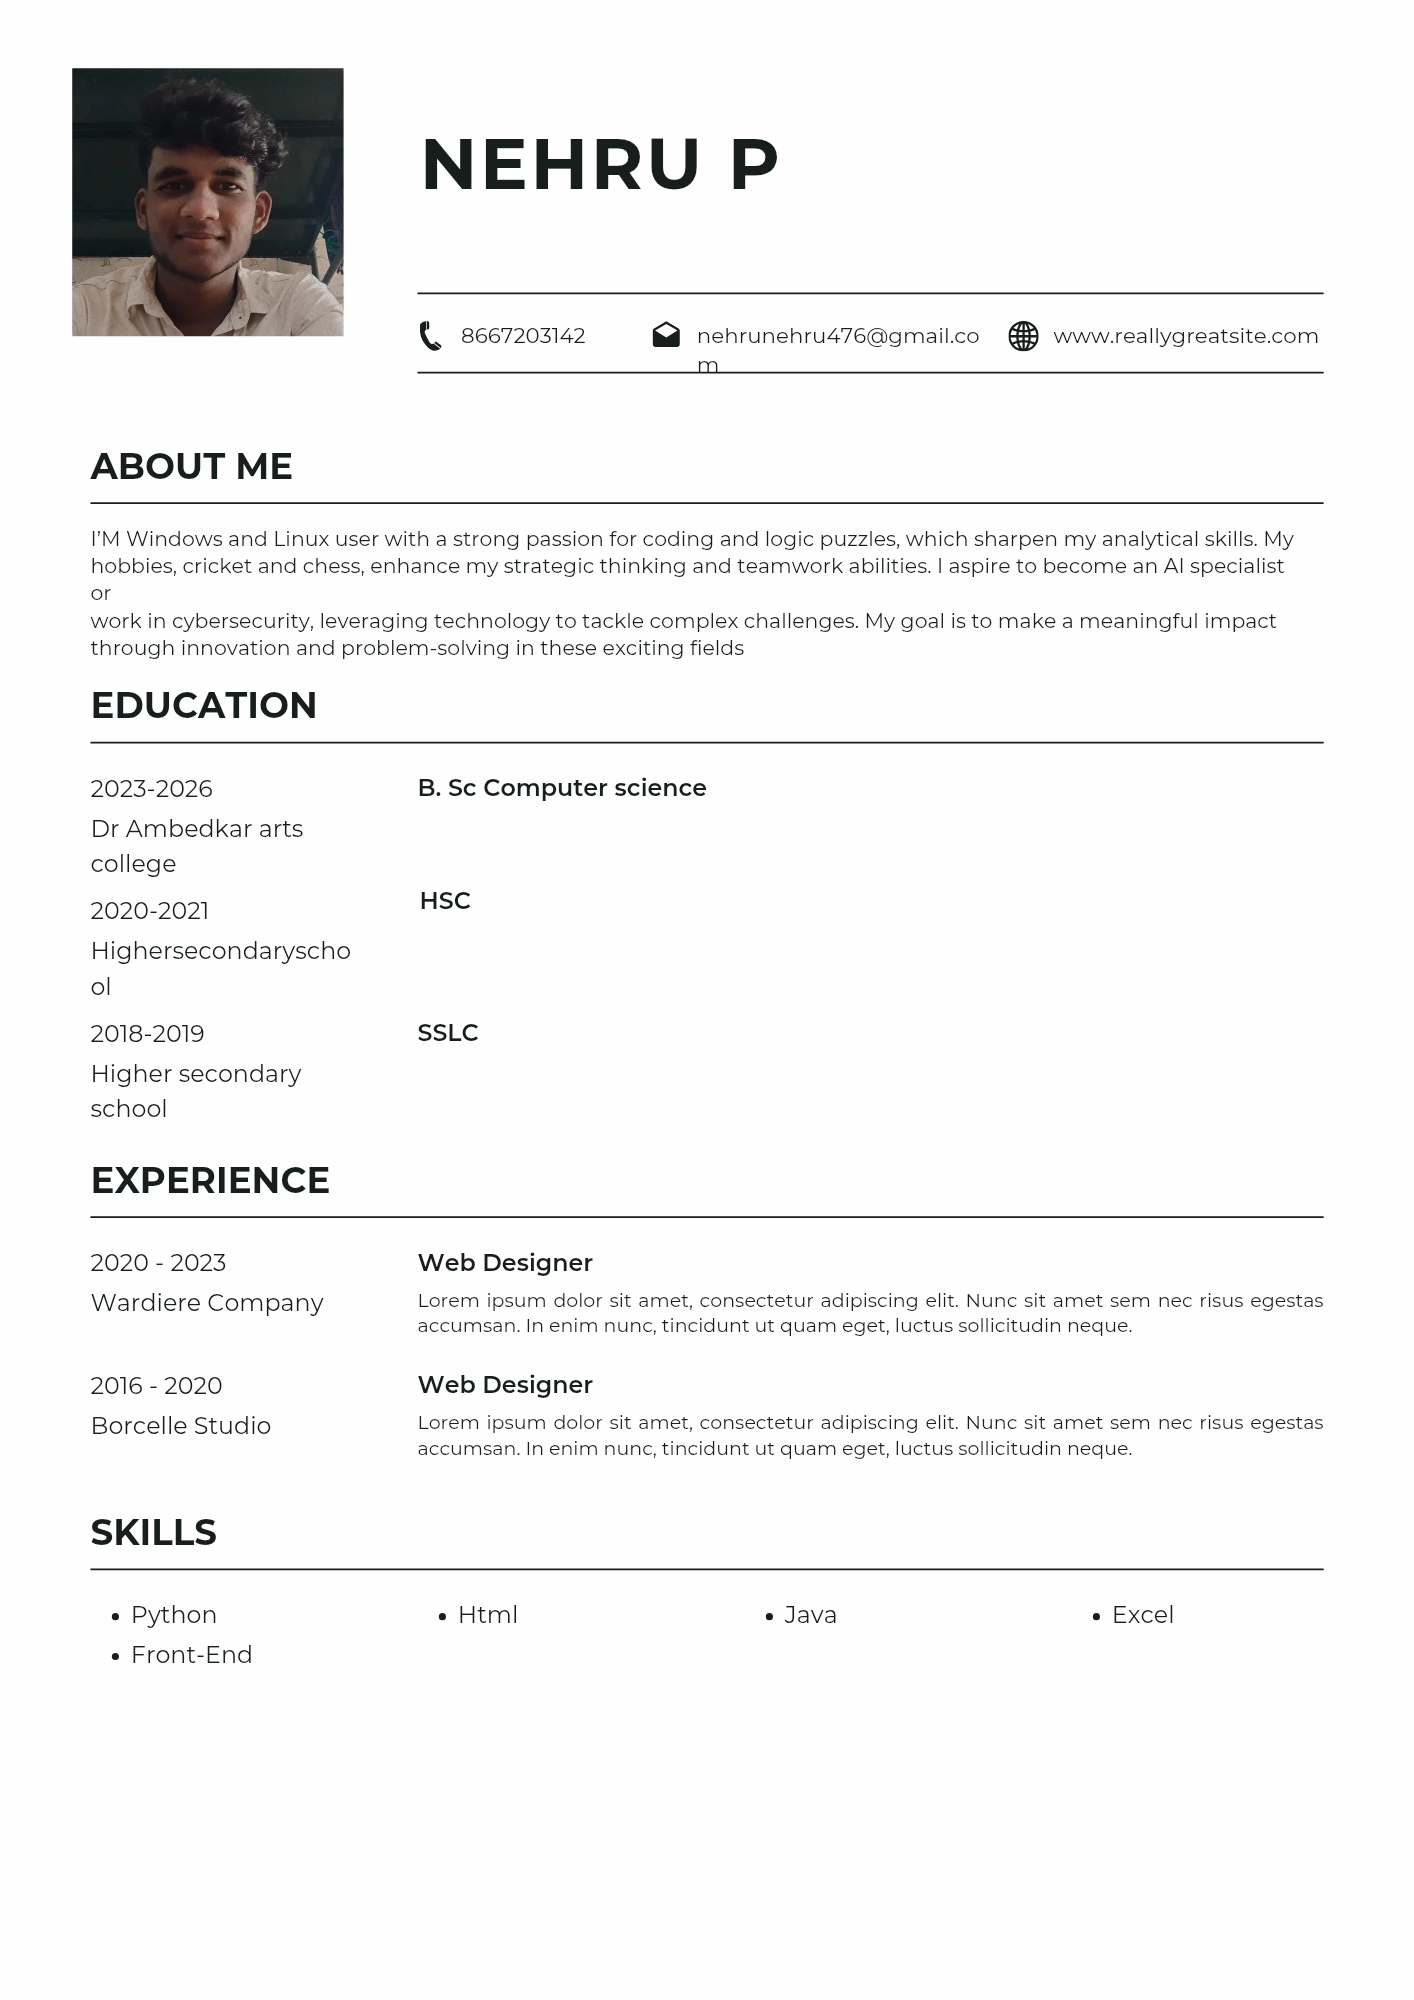 NEHRU P
8667203142
nehrunehru476@gmail.co
m
www.reallygreatsite.com
ABOUT ME
I’M Windows and Linux user with a strong passion for coding and logic puzzles, which sharpen my analytical skills. My
hobbies, cricket and chess, enhance my strategic thinking and teamwork abilities. I aspire to become an AI specialist
or
work in cybersecurity, leveraging technology to tackle complex challenges. My goal is to make a meaningful impact
through innovation and problem-solving in these exciting fields
EDUCATION
2023-2026
B. Sc Computer science
Dr Ambedkar arts
college
HSC
2020-2021
Highersecondaryscho
ol
2018-2019
SSLC
Higher secondary
school
EXPERIENCE
2020 - 2023
Web Designer
Wardiere Company
Lorem ipsum dolor sit amet, consectetur adipiscing elit. Nunc sit amet sem nec risus egestas
accumsan. In enim nunc, tincidunt ut quam eget, luctus sollicitudin neque.
2016 - 2020
Web Designer
Borcelle Studio
Lorem ipsum dolor sit amet, consectetur adipiscing elit. Nunc sit amet sem nec risus egestas
accumsan. In enim nunc, tincidunt ut quam eget, luctus sollicitudin neque.
SKILLS
• Python
• Html
• Java
• Excel
• Front-End